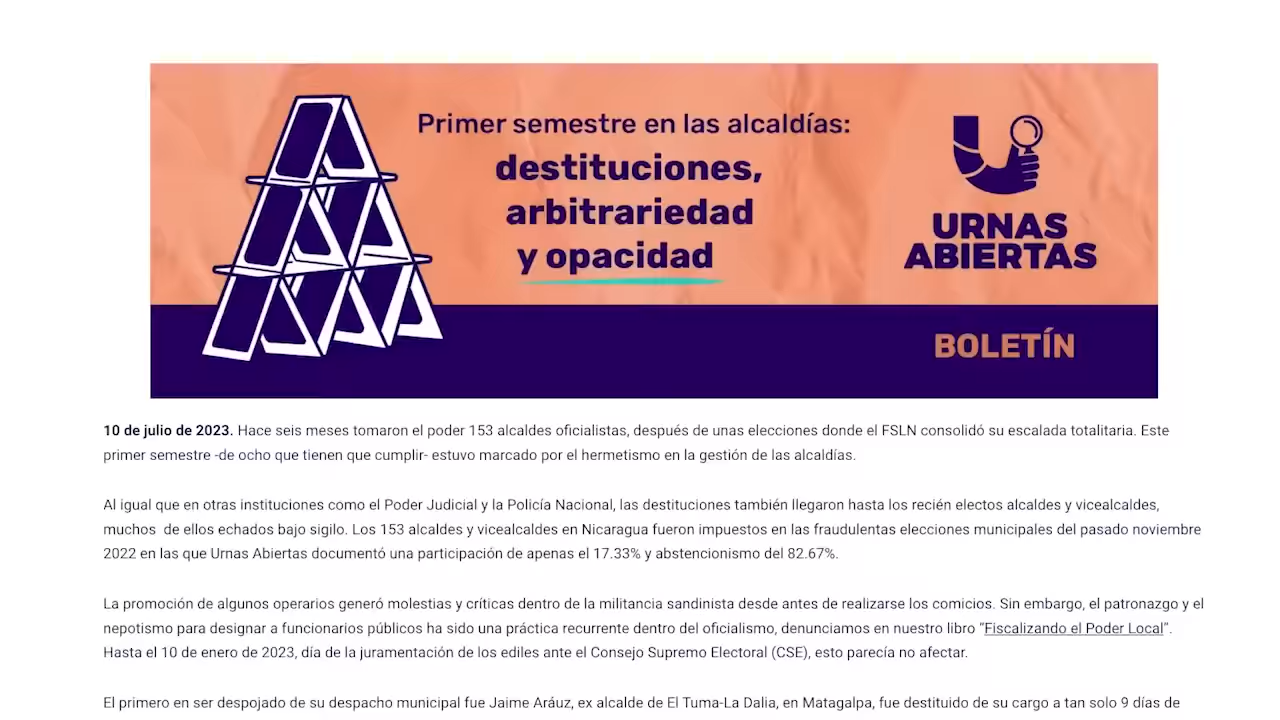 Primer semestre en las alcaldías:
destituciones,
arbitrariedad
y opacidad
URNAS
ABIERTAS
BOLETÍN
10 de julio de 2023. Hace seis meses tomaron el poder 153 alcaldes oficialistas, después de unas elecciones donde el FSLN consolidó su escalada totalitaria. Este
primer semestre -de ocho que tienen que cumplir- estuvo marcado por el hermetismo en la gestión de las alcaldías.
Al igual que en otras instituciones como el Poder Judicial y la Policía Nacional, las destituciones también llegaron hasta los recién electos alcaldes y vicealcaldes,
muchos  de ellos echados bajo sigilo. Los 153 alcaldes y vicealcaldes en Nicaragua fueron impuestos en las fraudulentas elecciones municipales del pasado noviembre
2022 en las que Urnas Abiertas documentó una participación de apenas el 17.33% y abstencionismo del 82.67%.
La promoción de algunos operarios generó molestias y críticas dentro de la militancia sandinista desde antes de realizarse los comicios. Sin embargo, el patronazgo y el
nepotismo para designar a funcionarios públicos ha sido una práctica recurrente dentro del oficialismo, denunciamos en nuestro libro "Fiscalizando el Poder Local".
Hasta el 10 de enero de 2023, día de la juramentación de los ediles ante el Consejo Supremo Electoral (CSE), esto parecía no afectar.
El primero en ser despojado de su despacho municipal fue Jaime Aráuz, ex alcalde de El Tuma-La Dalia, en Matagalpa, fue destituido de su cargo a tan solo 9 días de